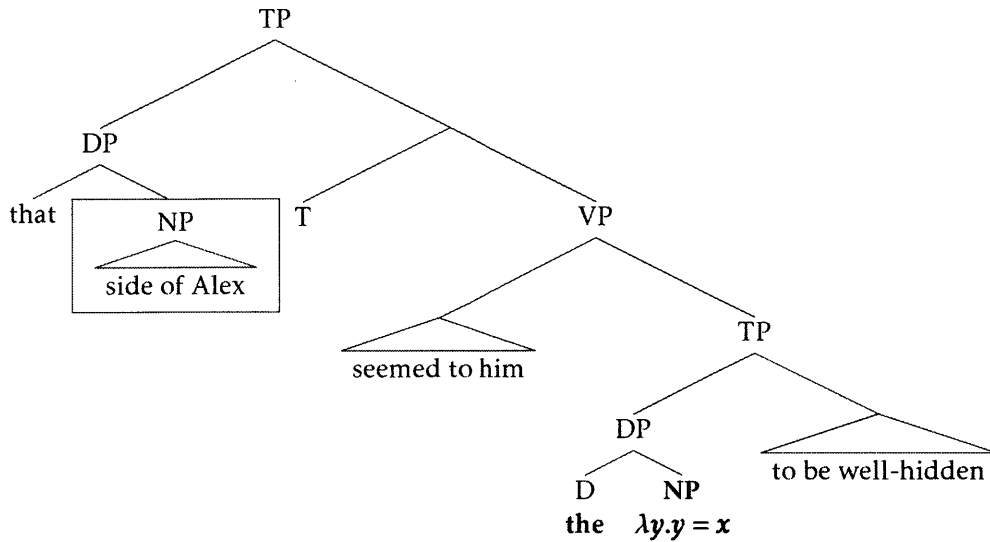 TP
DP
that
NP
T
VP
side of Alex
TP
seemed to him
DP
to be well-hidden
D NP
the λy.y = x